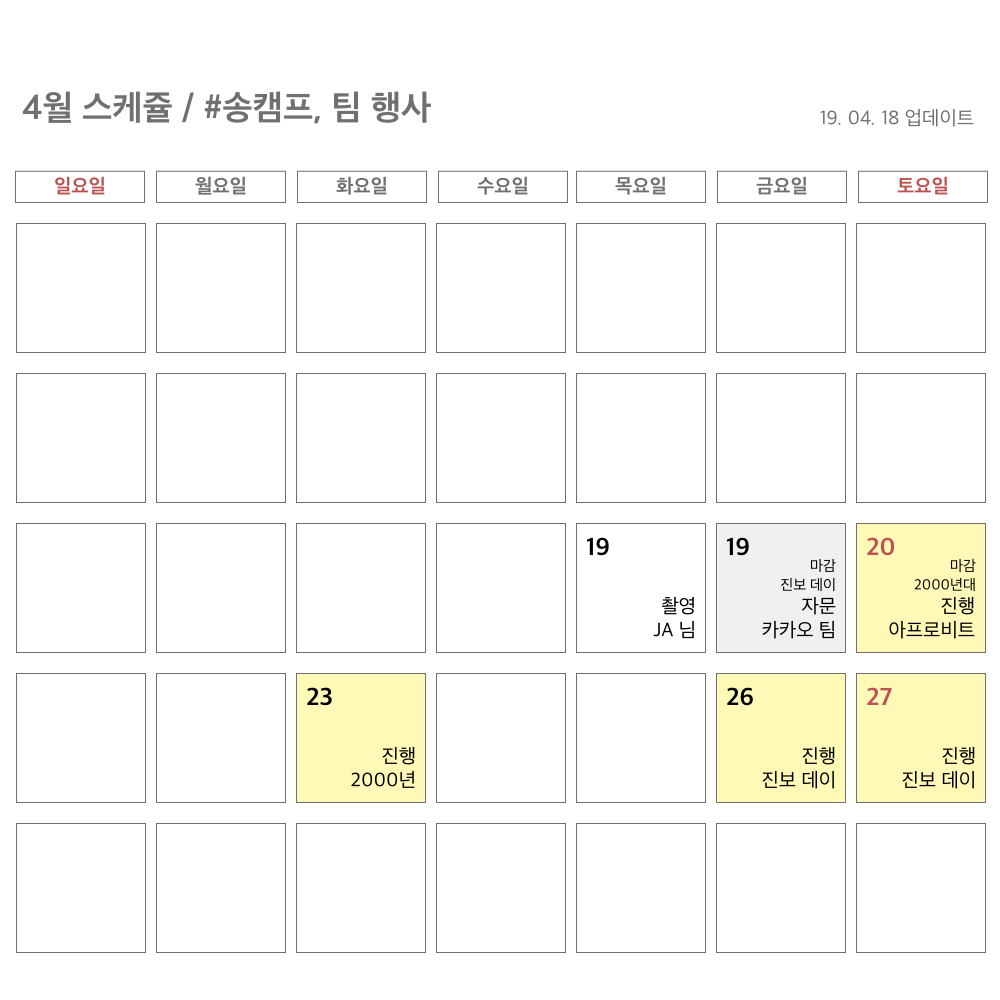 4월 스케쥴 / #송캠프, 팀 행사
19. 04. 18 업데이트
일요일
월요일
화요일
수요일
목요일
금요일
토요일
19
촬영
JA 님
19
마감
진보 데이
자문
카카오 팀
20
마감
2000년대
진행
아프로비트
23
진행
2000년
26
진행
진보 데이
27
진행
진보 데이